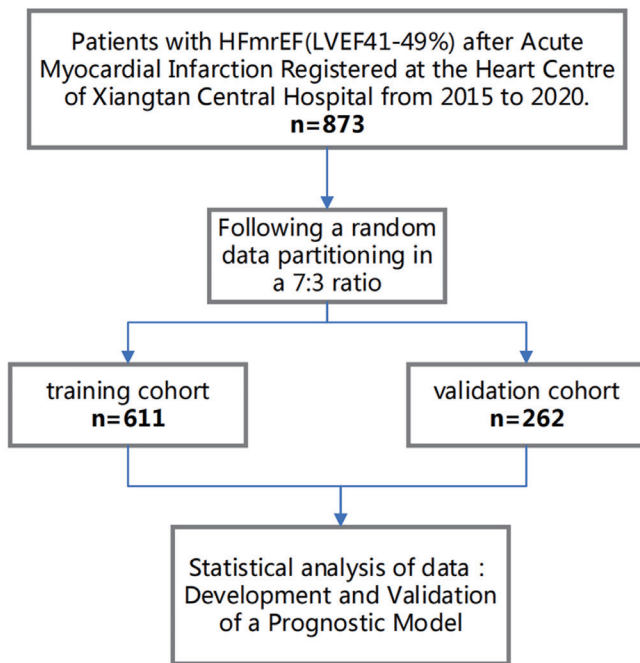 Patients with HFmrEF(LVEF41-49%) after Acute
Myocardial Infarction Registered at the Heart Centre
of Xiangtan Central Hospital from 2015 to 2020.
n=873
Following a random
data partitioning in
a 7:3 ratio
training cohort
n=611
validation cohort
n=262
Statistical analysis of data :
Development and Validation
of a Prognostic Model